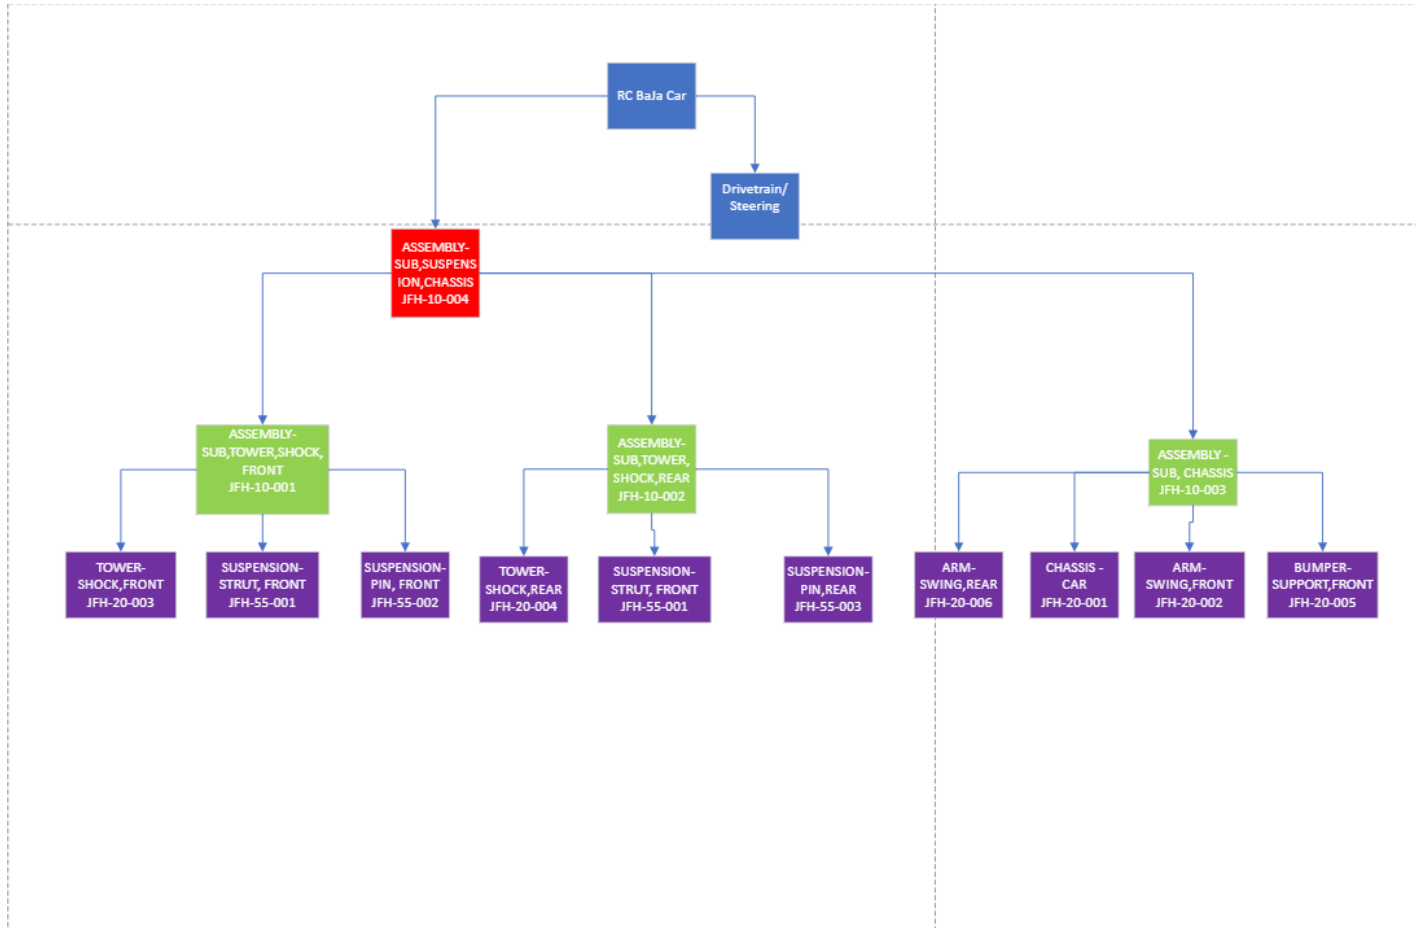 RC BaJa Car
Drivetrain/
Steering
ASSEMBLY-
SUB,SUSPENS
ION,CHASSIS
JFH-10-004
ASSEMBLY-
SUB,TOWER,SHOCK,
FRONT
JFH-10-001
ASSEMBLY-
SUB,TOWER,
SHOCK,REAR
JFH-10-002
ASSEMBLY -
SUB, CHASSIS
JFH-10-003
TOWER-
SHOCK,FRONT
JFH-20-003
SUSPENSION-
STRUT, FRONT
JFH-55-001
SUSPENSION-
PIN, FRONT
JFH-55-002
TOWER-
SHOCK,REAR
JFH-20-004
SUSPENSION-
STRUT, FRONT
JFH-55-001
SUSPENSION-
PIN,REAR
JFH-55-003
ARM-
SWING,REAR
JFH-20-006
CHASSIS -
CAR
JFH-20-001
ARM-
SWING,FRONT
JFH-20-002
BUMPER-
SUPPORT,FRONT
JFH-20-005